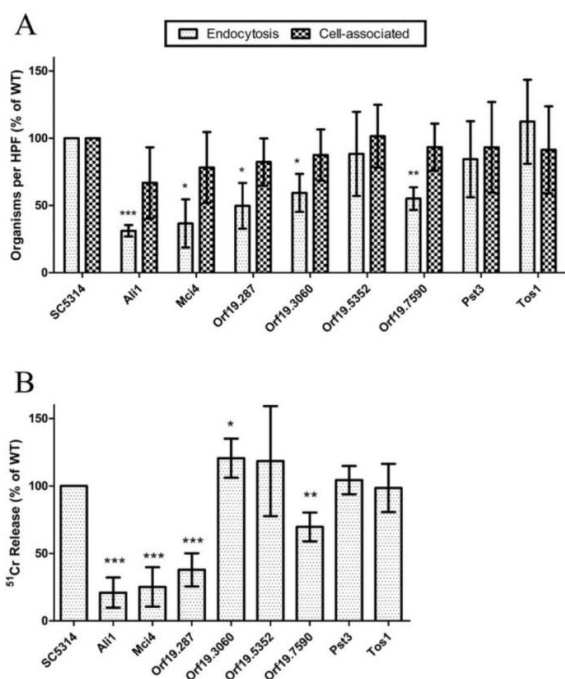 A
Endocytosis Cell-associated
Organisms per HPF (% of WT)
150
100
50
0
***
*
*
*
**
SC5314
Ali1
Mci4
Orf19.287
Orf19.3060
Orf19.5352
Orf19.7590
Pst3
Tos1
B
51Cr Release (% of WT)
150
100
50
0
***
***
***
*
**
SC5314
Ali1
Mci4
Orf19.287
Orf19.3060
Orf19.5352
Orf19.7590
Pst3
Tos1